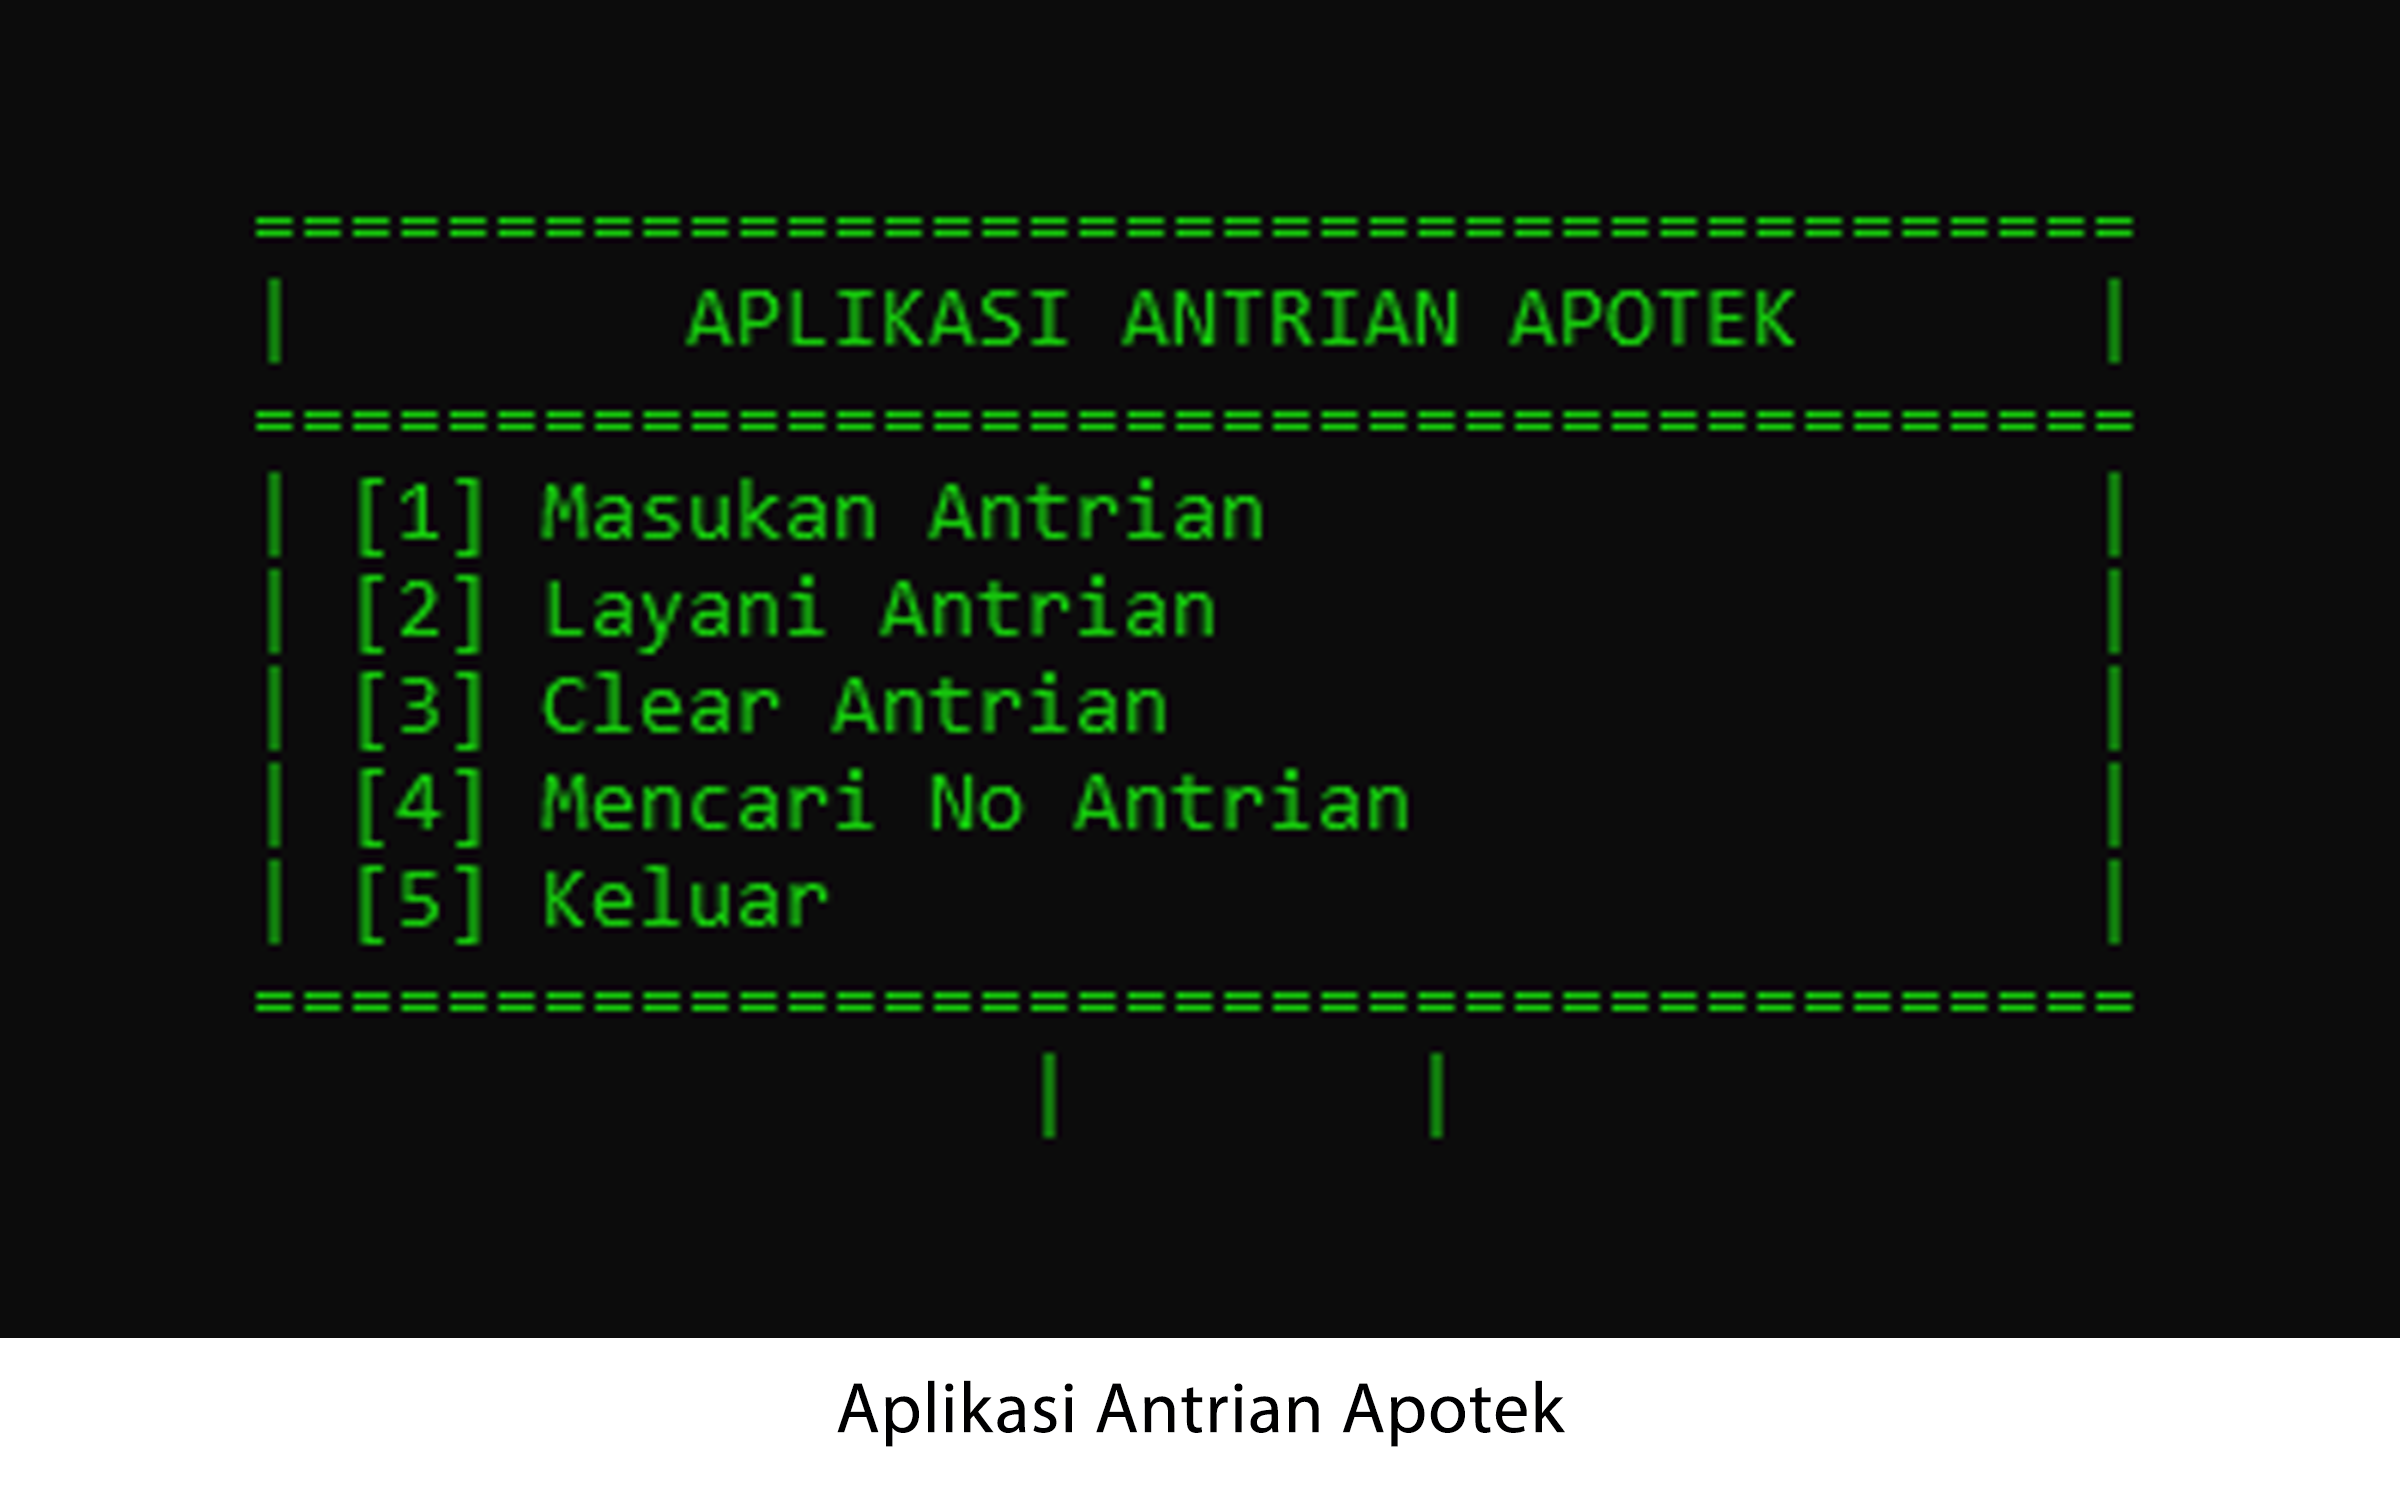 =======================================
| APLIKASI ANTRIAN APOTEK |
=======================================
| [1] Masukan Antrian |
| [2] Layani Antrian |
| [3] Clear Antrian |
| [4] Mencari No Antrian |
| [5] Keluar |
=======================================
| |
Aplikasi Antrian Apotek